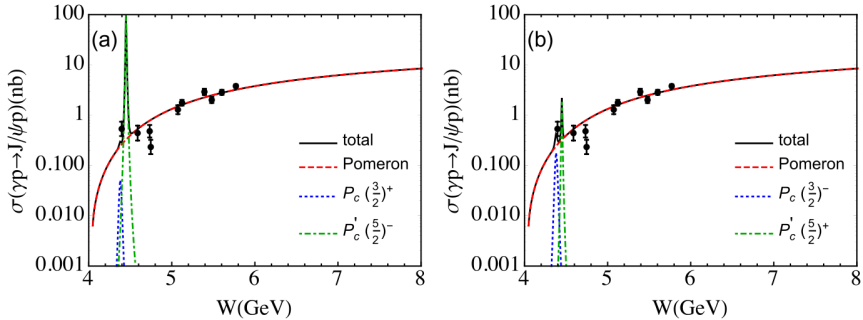 (a)
σ(γp→J/ψp)(nb)
100
10
1
0.100
0.010
0.001
total
Pomeron
P_c (3/2)^+
P_c^' (5/2)^-
4 5 6 7 8
W(GeV)
(b)
σ(γp→J/ψp)(nb)
100
10
1
0.100
0.010
0.001
total
Pomeron
P_c (3/2)^-
P_c^' (5/2)^+
4 5 6 7 8
W(GeV)